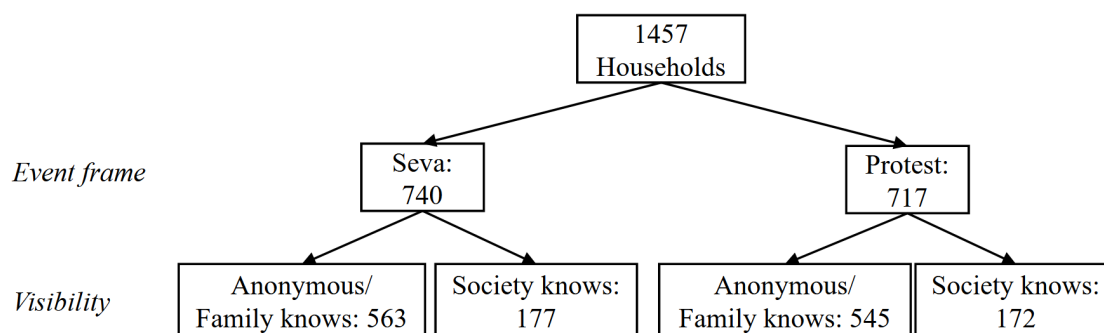 1457
Households
Event frame
Seva:
740
Protest:
717
Visibility
Anonymous/
Family knows: 563
Society knows:
177
Anonymous/
Family knows: 545
Society knows:
172